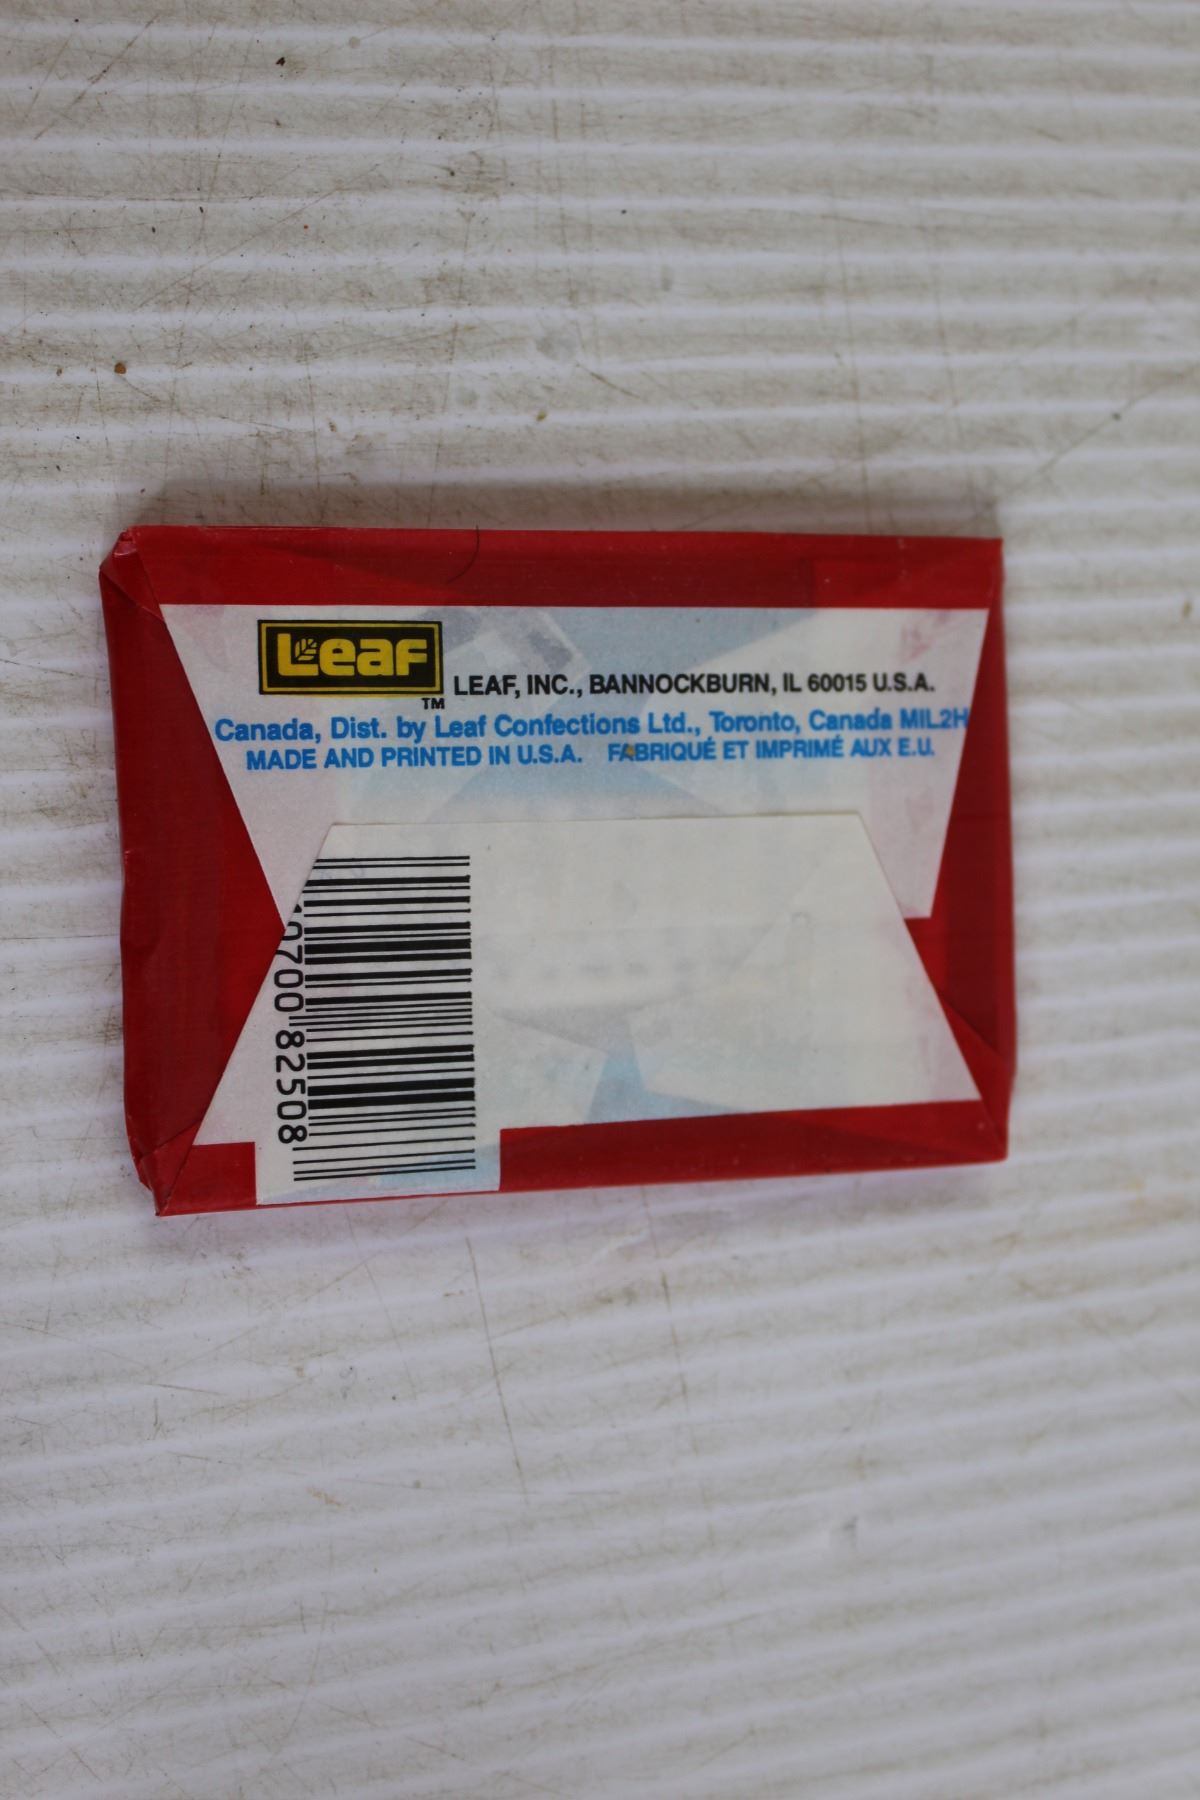 Leaf
TM
LEAF, INC., BANNOCKBURN, IL 60015 U.S.A.
Canada, Dist. by Leaf Confections Ltd., Toronto, Canada MIL2H
MADE AND PRINTED IN U.S.A. FABRIQUÉ ET IMPRIMÉ AUX E.U.
10700 82508